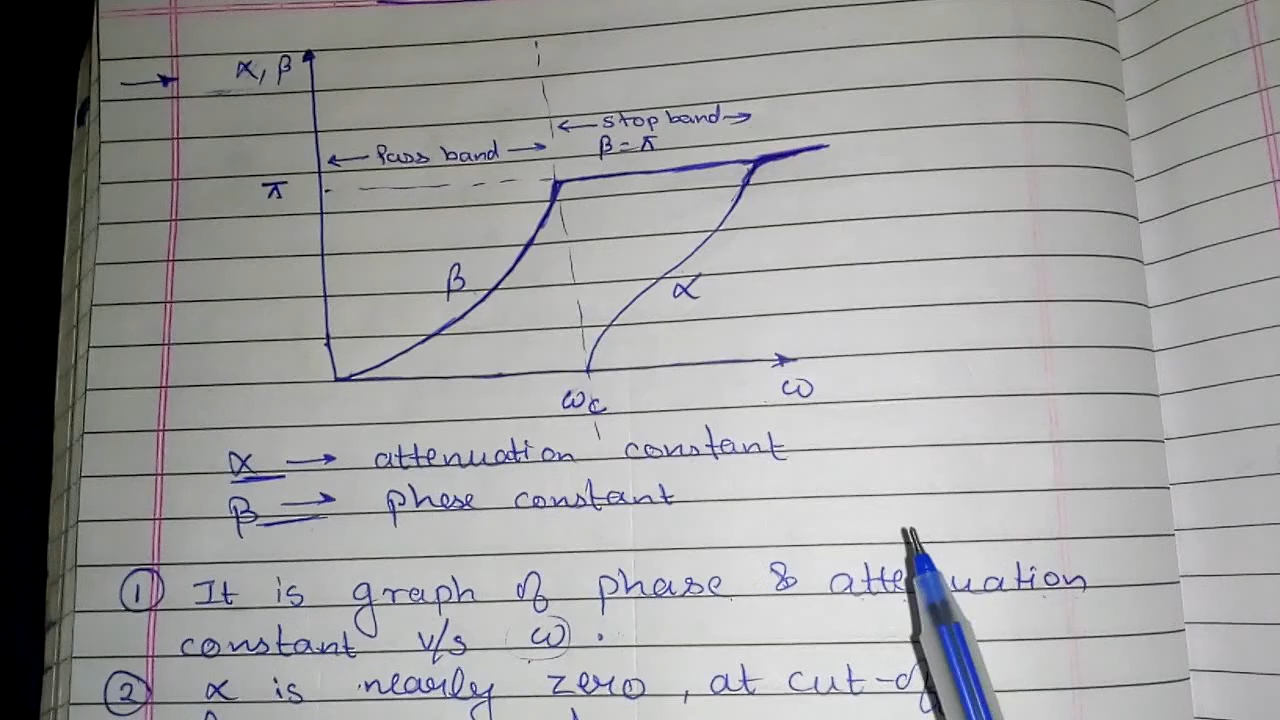 α, β
← stop band →
← Pass band →
β = π
π
β
α
ωc
ω
α → attenuation constant
β → phese constant
① It is graph of phase & attenuation
constant v/s ω.
② α is nearly zero, at cut-of